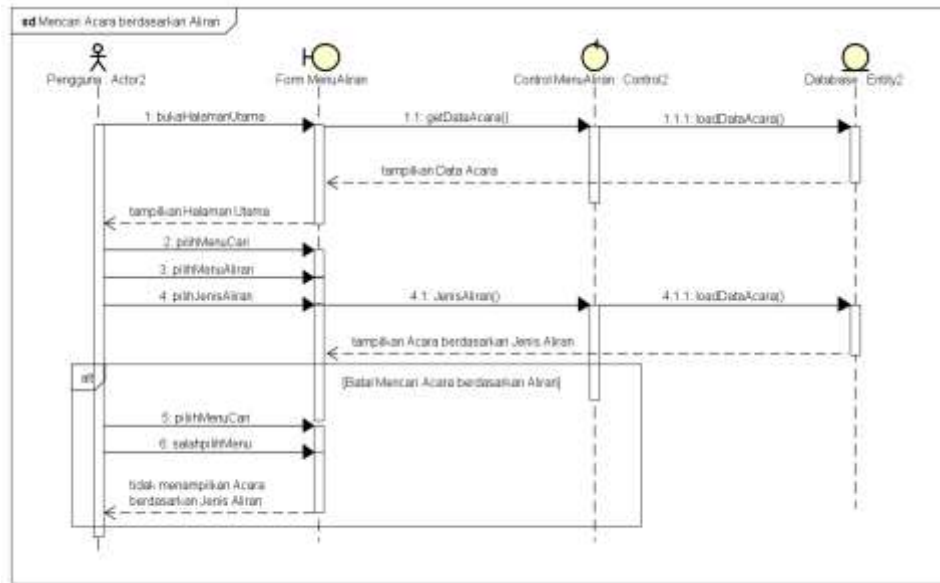 sd Mencari Acara berdasarkan Aliran
Pengguna : Actor2
Form MenuAliran
Control MenuAliran : Control2
Database : Entity2
1: bukaHalamanUtama
1.1: getDataAcara()
1.1.1: loadDataAcara()
tampilkan Data Acara
tampilkan Halaman Utama
2: pilihMenuCari
3: pilihMenuAliran
4: pilihJenisAliran
4.1: JenisAliran()
4.1.1: loadDataAcara()
tampilkan Acara berdasarkan Jenis Aliran
alt
[Batal Mencari Acara berdasarkan Aliran]
5: pilihMenuCari
6: salahpilihMenu
tidak menampilkan Acara
berdasarkan Jenis Aliran